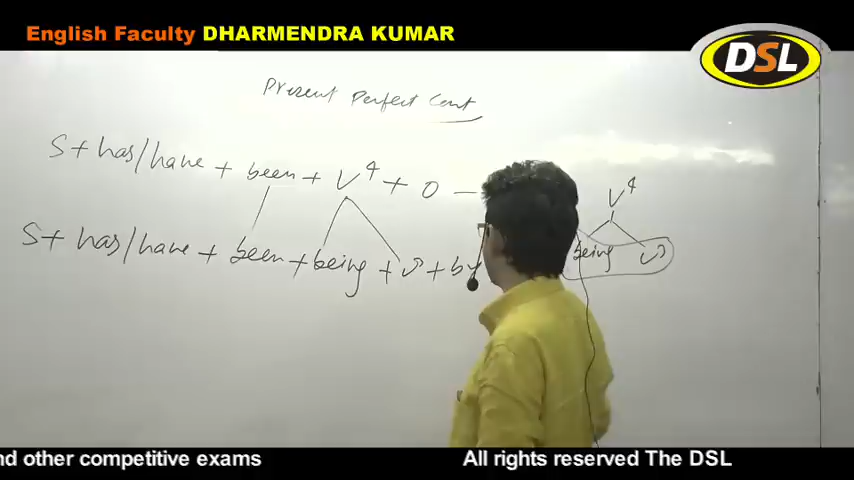 English Faculty DHARMENDRA KUMAR
DSL
Present Perfect Cont
S + has/have + been + V4 + O —
V4
S + has/have + been + being + V3 + by
being V3
nd other competitive exams
All rights reserved The DSL